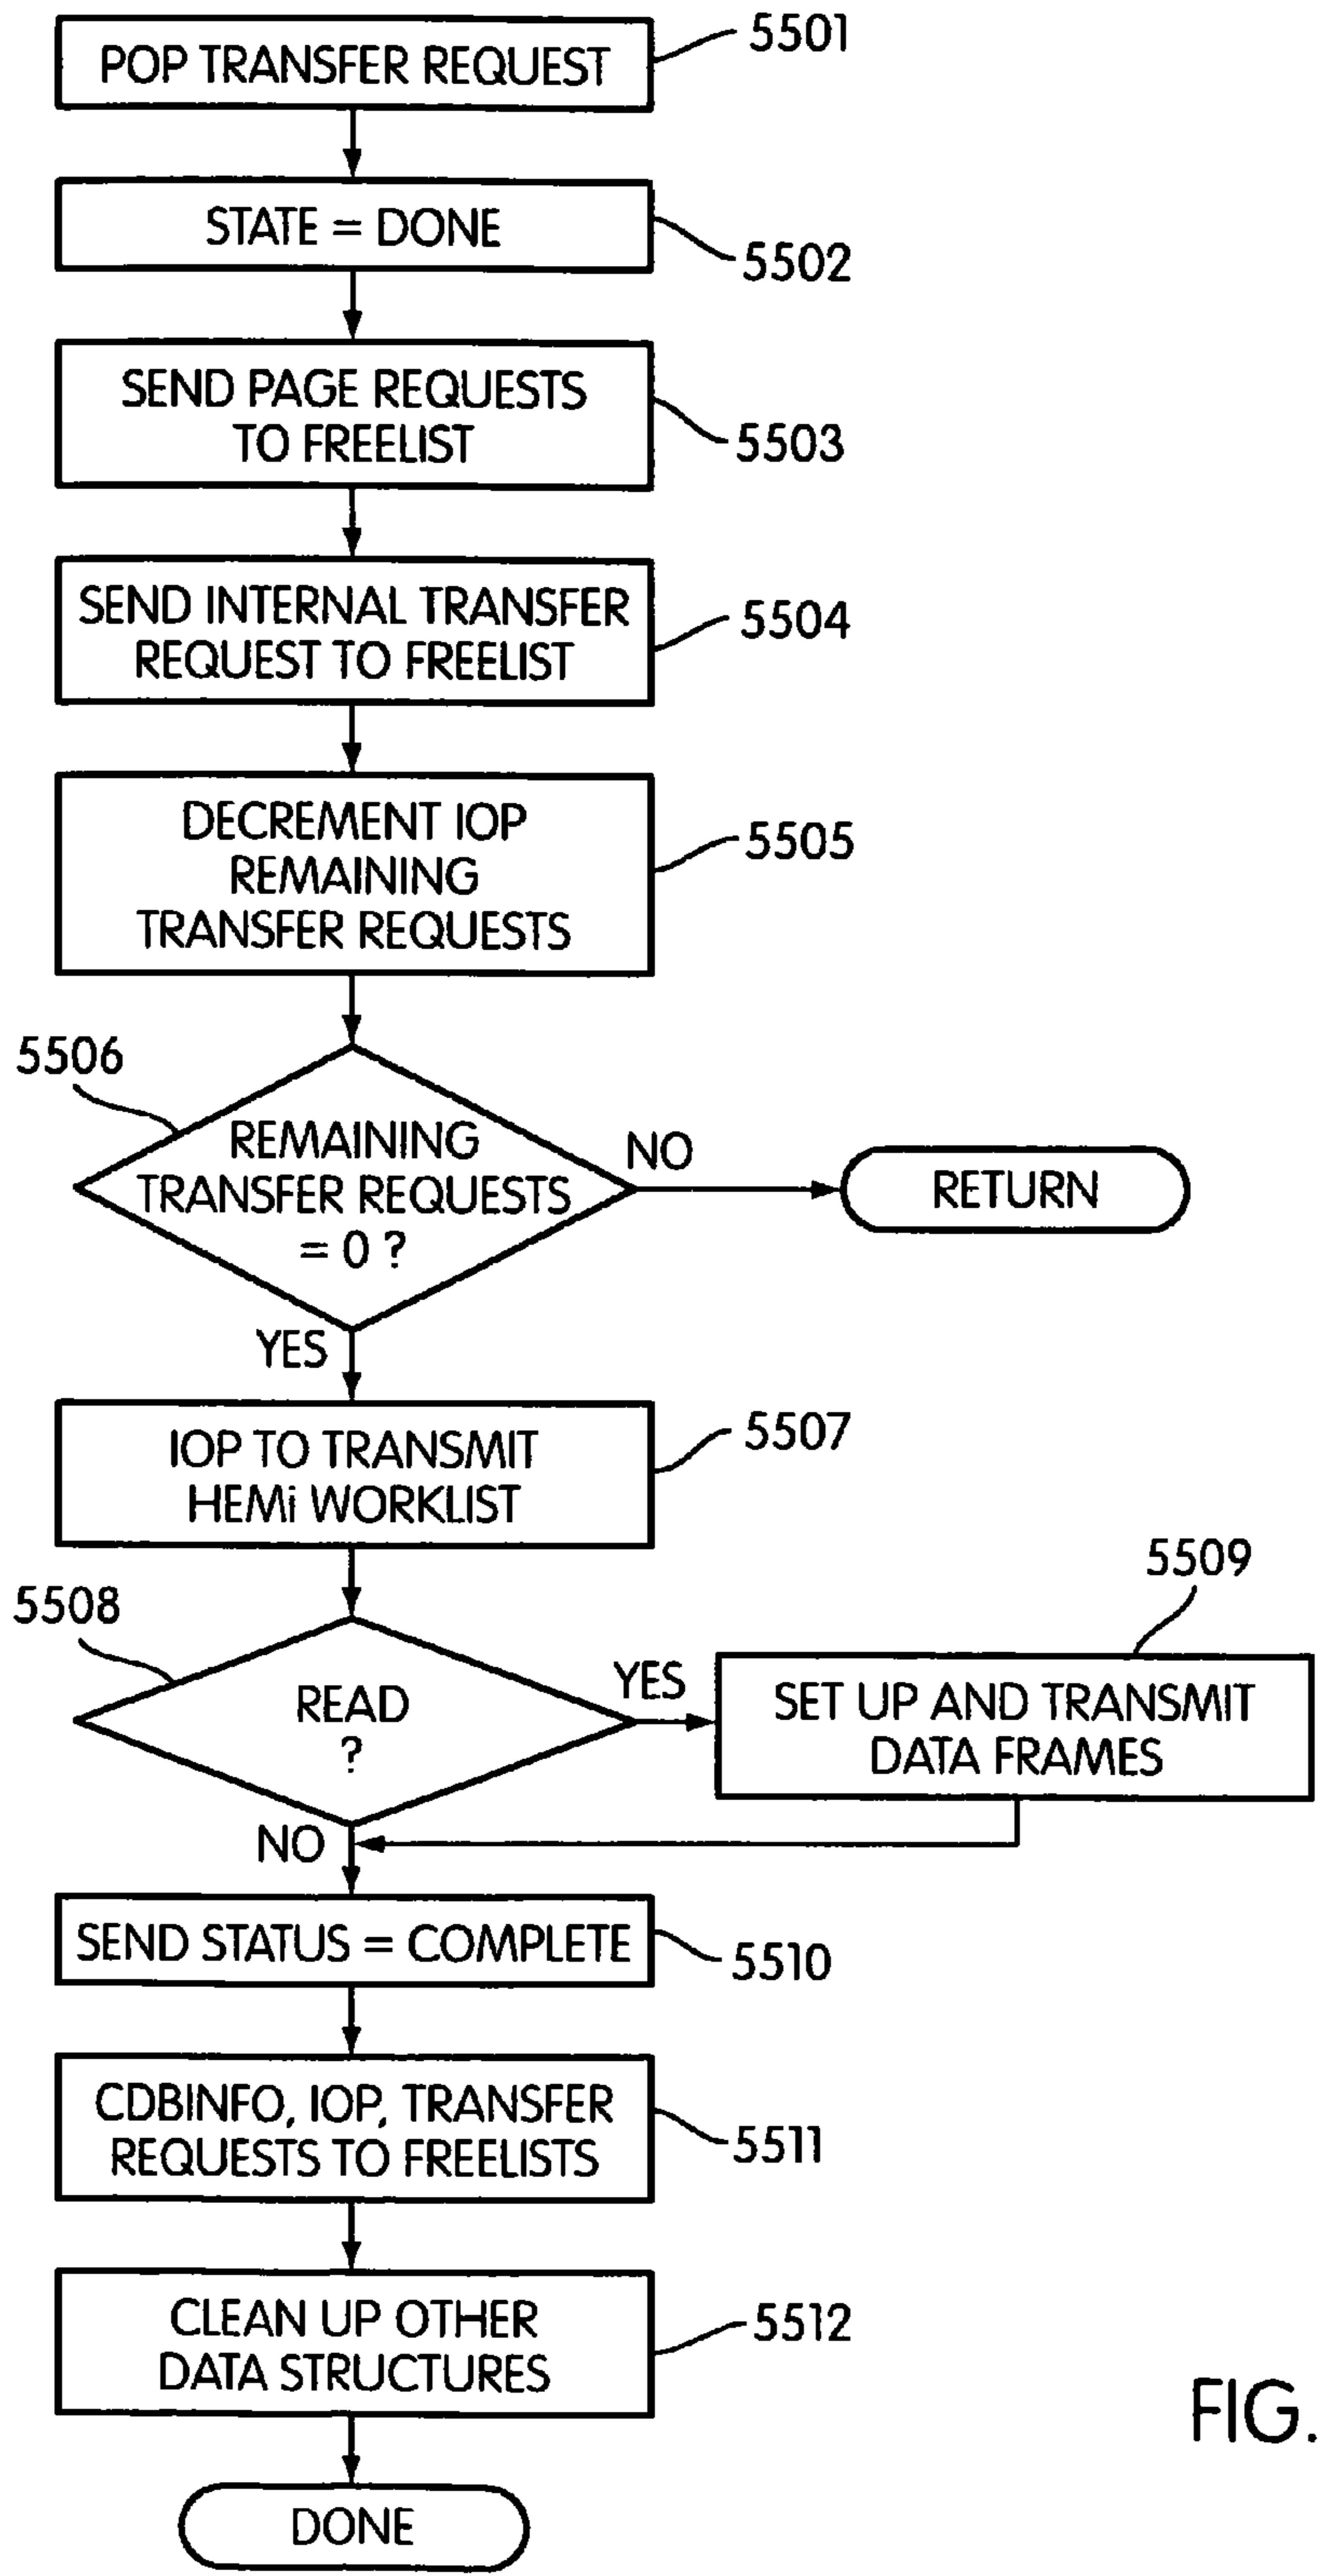 POP TRANSFER REQUEST
5501
STATE = DONE
5502
SEND PAGE REQUESTS
TO FREELIST
5503
SEND INTERNAL TRANSFER
REQUEST TO FREELIST
5504
DECREMENT IOP
REMAINING
TRANSFER REQUESTS
5505
5506
REMAINING
TRANSFER REQUESTS
= 0 ?
NO
RETURN
YES
IOP TO TRANSMIT
HEMi WORKLIST
5507
5508
READ
?
YES
5509
SET UP AND TRANSMIT
DATA FRAMES
NO
SEND STATUS = COMPLETE
5510
CDBINFO, IOP, TRANSFER
REQUESTS TO FREELISTS
5511
CLEAN UP OTHER
DATA STRUCTURES
5512
DONE
FIG.